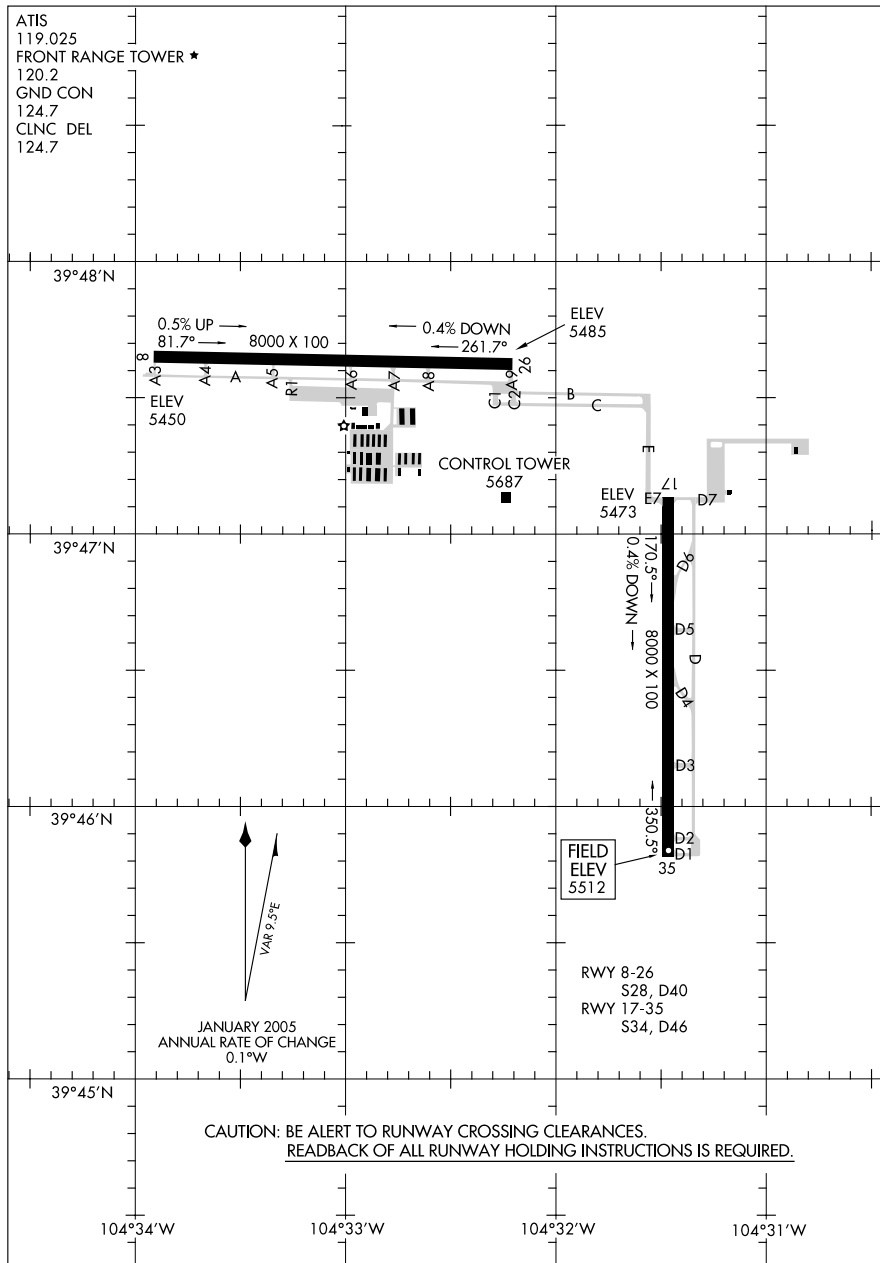 ATIS
119.025
FRONT RANGE TOWER ★
120.2
GND CON
124.7
CLNC DEL
124.7
39°48'N
0.5% UP
81.7°
8000 X 100
0.4% DOWN
261.7°
ELEV
5485
8
26
A3
A4
A
A5
R1
A6
A7
A8
A9
C1
C2
B
C
ELEV
5450
E
CONTROL TOWER
5687
ELEV
5473
E7
17
D7
39°47'N
170.5°
0.4% DOWN
D6
D5
8000 X 100
D
D4
D3
39°46'N
350.5°
D2
D1
35
FIELD
ELEV
5512
VAR 9.5°E
JANUARY 2005
ANNUAL RATE OF CHANGE
0.1°W
RWY 8-26
S28, D40
RWY 17-35
S34, D46
39°45'N
CAUTION: BE ALERT TO RUNWAY CROSSING CLEARANCES.
READBACK OF ALL RUNWAY HOLDING INSTRUCTIONS IS REQUIRED.
104°34'W
104°33'W
104°32'W
104°31'W